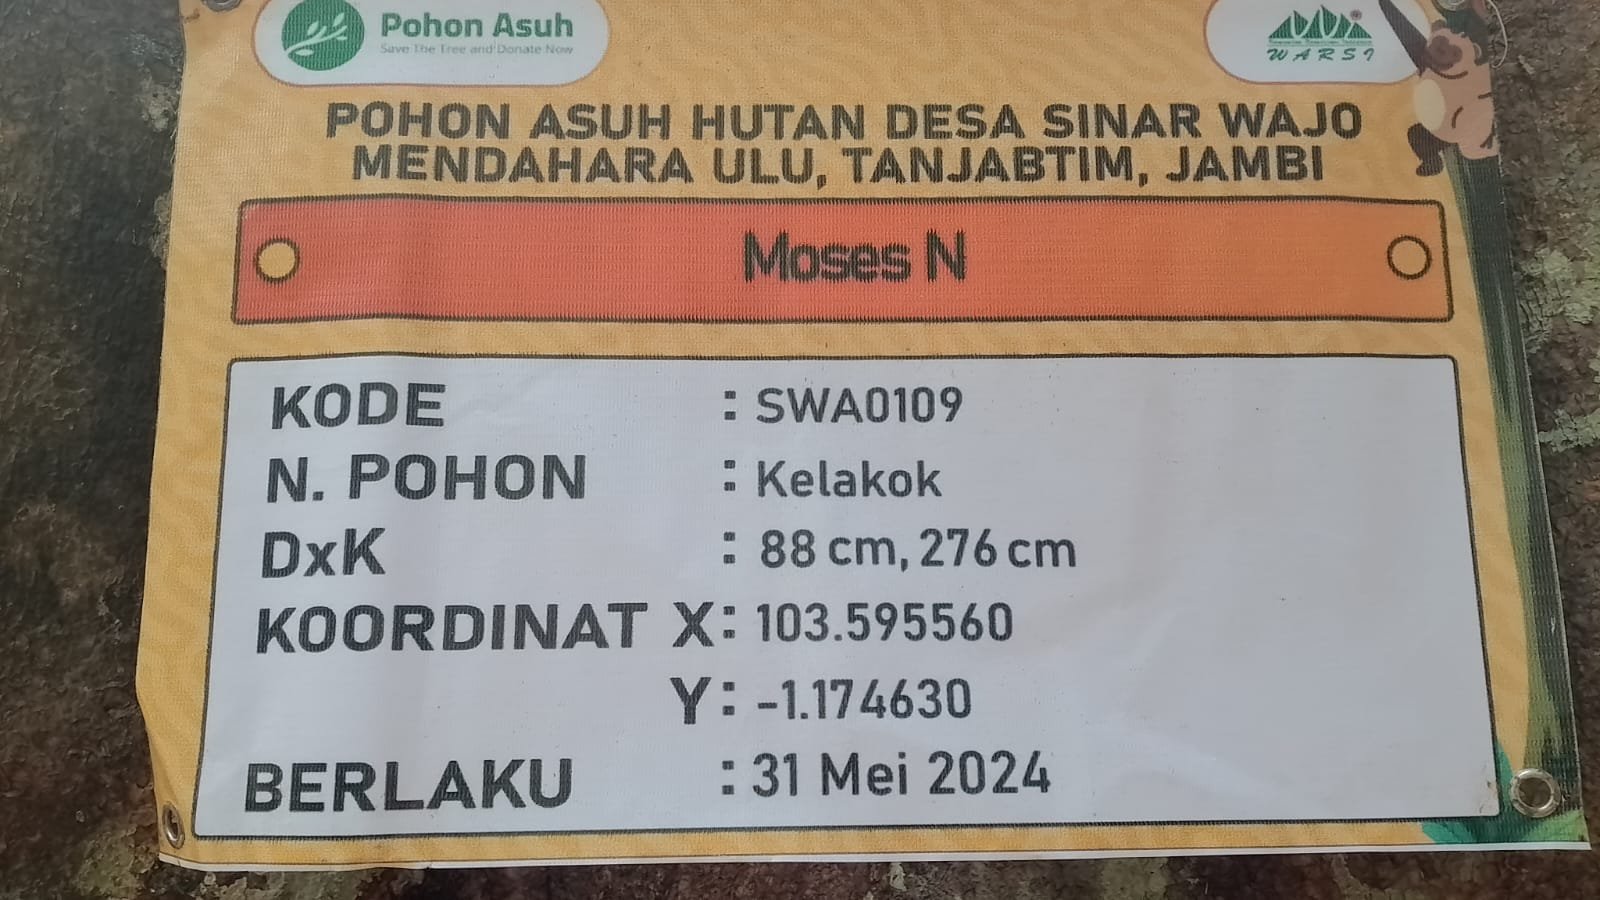 Pohon Asuh
Save The Tree and Donate Now
WARSI
POHON ASUH HUTAN DESA SINAR WAJO
MENDAHARA ULU, TANJABTIM, JAMBI
Moses N
KODE : SWA0109
N. POHON : Kelakok
DxK : 88 cm, 276 cm
KOORDINAT X : 103.595560
Y : -1.174630
BERLAKU : 31 Mei 2024